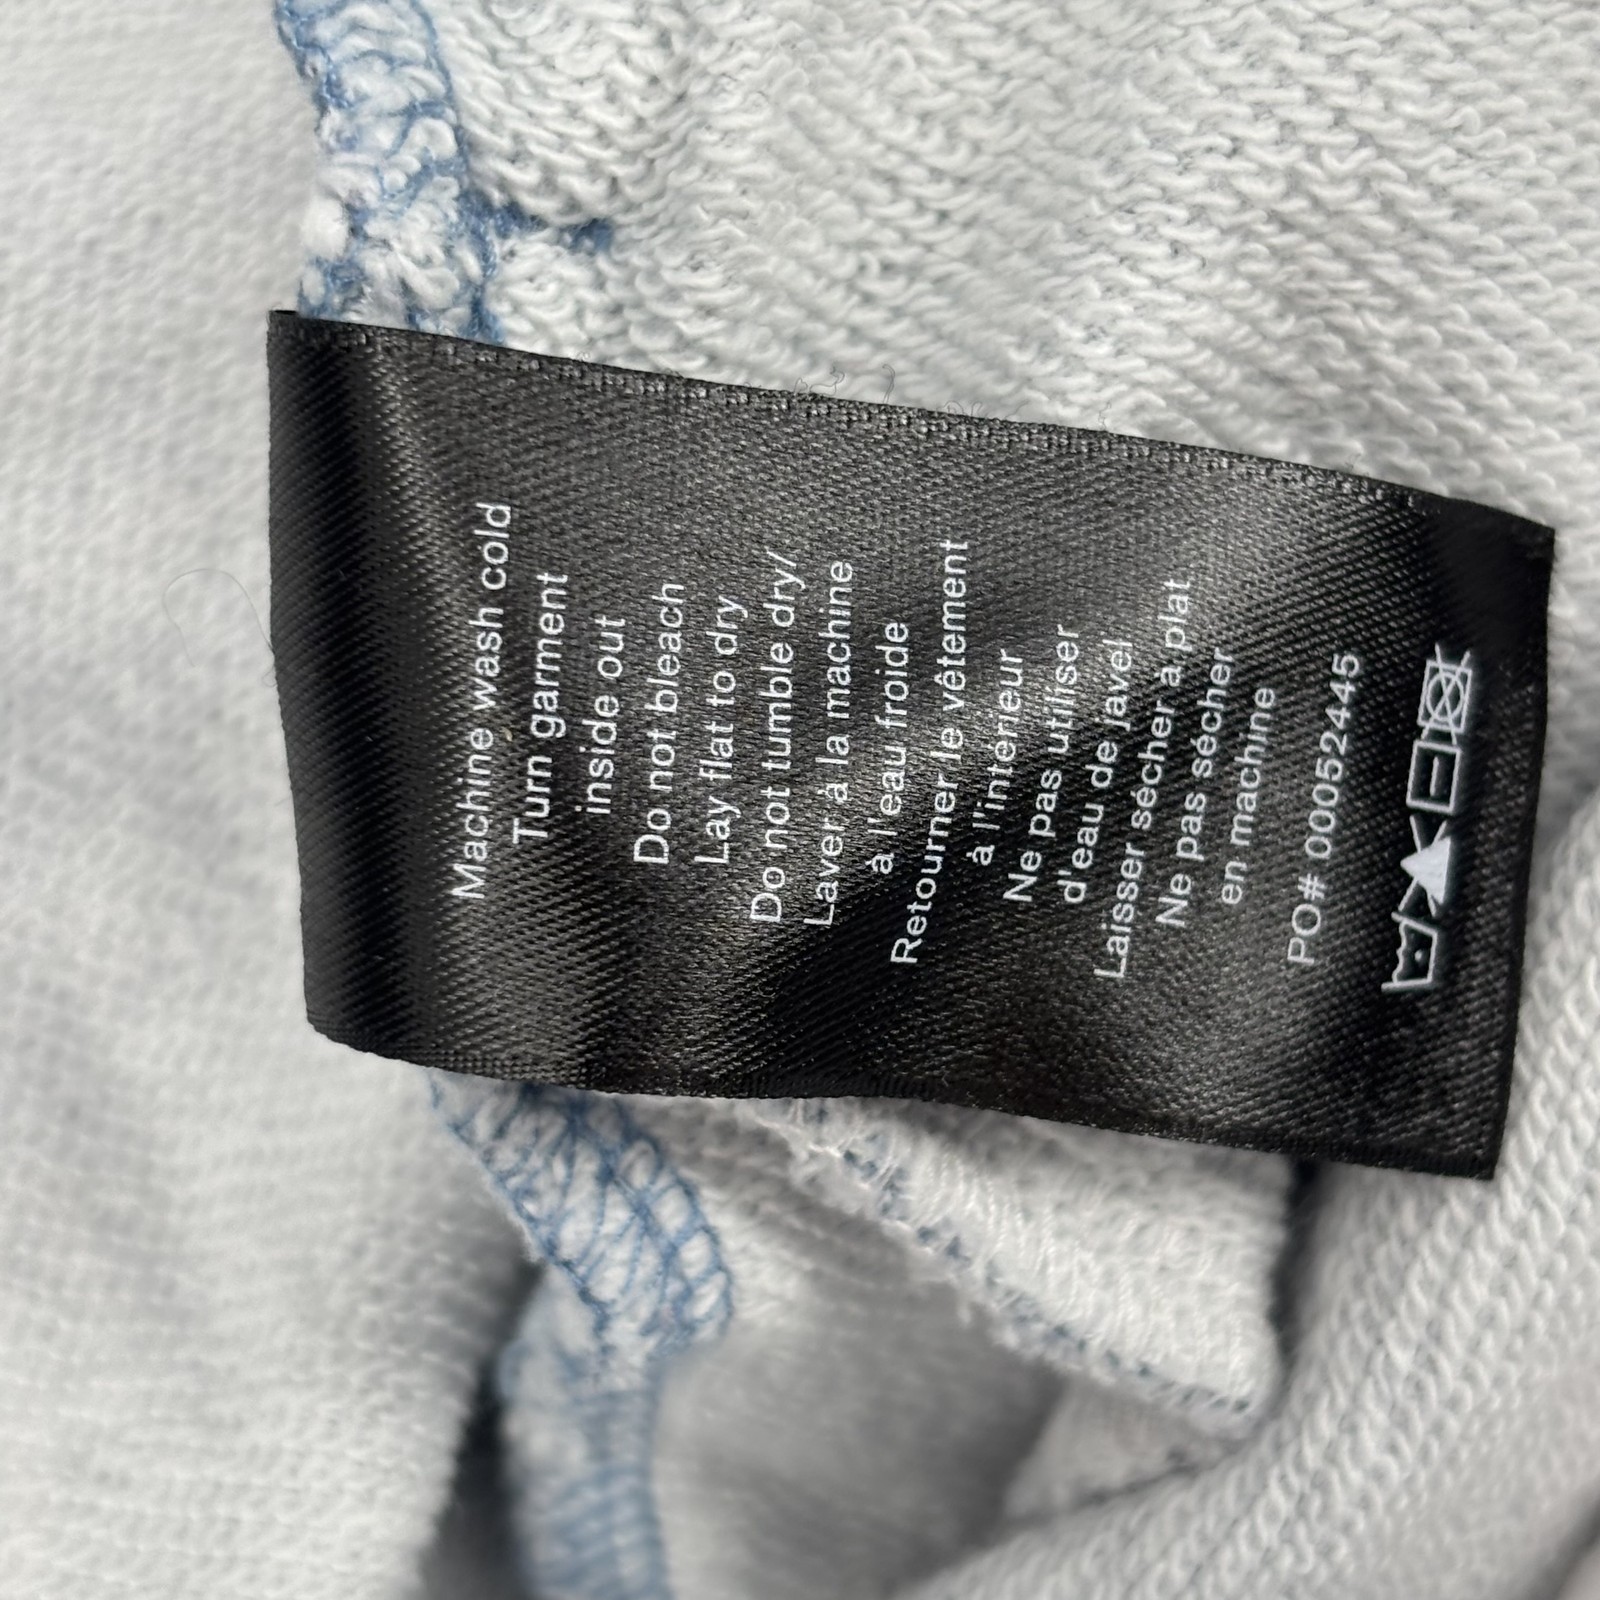 Machine wash cold
Turn garment
inside out
Do not bleach
Lay flat to dry
Do not tumble dry/
Laver à la machine
à l'eau froide
Retourner le vêtement
à l'intérieur
Ne pas utiliser
d'eau de javel
Laisser sécher à plat
Ne pas sécher
en machine
PO# 00052445